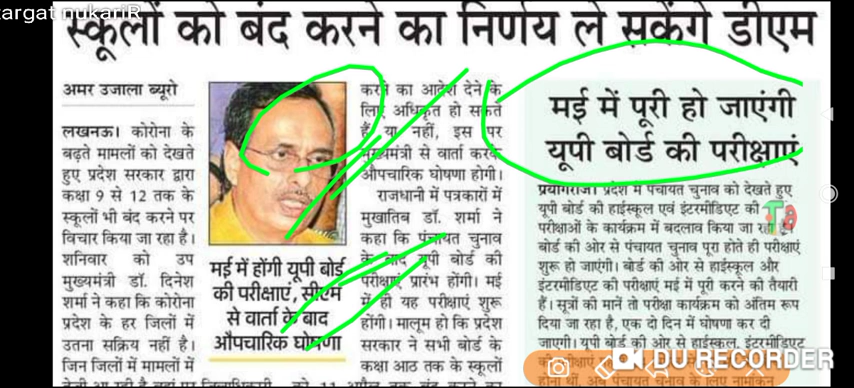 argat nukariR
स्कूलों को बंद करने का निर्णय ले सकेंगे डीएम
अमर उजाला ब्यूरो
लखनऊ। कोरोना के
बढ़ते मामलों को देखते
हुए प्रदेश सरकार द्वारा
कक्षा 9 से 12 तक के
स्कूलों भी बंद करने पर
विचार किया जा रहा है।
शनिवार को उप
मुख्यमंत्री डॉ. दिनेश
शर्मा ने कहा कि कोरोना
प्रदेश के हर जिलों में
उतना सक्रिय नहीं है।
जिन जिलों में मामलों में
मई में होंगी यूपी बोर्ड
की परीक्षाएं, सीएम
से वार्ता के बाद
औपचारिक घोषणा
करने का आदेश देने के
लिए अधिकृत हो सकते
हैं या नहीं, इस पर
मुख्यमंत्री से वार्ता करके
औपचारिक घोषणा होगी।
राजधानी में पत्रकारों में
मुखातिब डॉ. शर्मा ने
कहा कि पंचायत चुनाव
के बाद यूपी बोर्ड की
परीक्षाएं प्रारंभ होंगी। मई
में ही यह परीक्षाएं शुरू
होंगी। मालूम हो कि प्रदेश
सरकार ने सभी बोर्ड के
कक्षा आठ तक के स्कूलों
को 11 अप्रैल तक बंद करने का
मई में पूरी हो जाएंगी
यूपी बोर्ड की परीक्षाएं
प्रयागराज। प्रदेश में पंचायत चुनाव को देखते हुए
यूपी बोर्ड की हाईस्कूल एवं इंटरमीडिएट की
परीक्षाओं के कार्यक्रम में बदलाव किया जा रहा है।
बोर्ड की ओर से पंचायत चुनाव पूरा होते ही परीक्षाएं
शुरू हो जाएंगी। बोर्ड की ओर से हाईस्कूल और
इंटरमीडिएट की परीक्षाएं मई में पूरी करने की तैयारी
हैं। सूत्रों की मानें तो परीक्षा कार्यक्रम को अंतिम रूप
दिया जा रहा है, एक दो दिन में घोषणा कर दी
जाएगी। यूपी बोर्ड की ओर से हाईस्कूल, इंटरमीडिएट
DU RECORDER